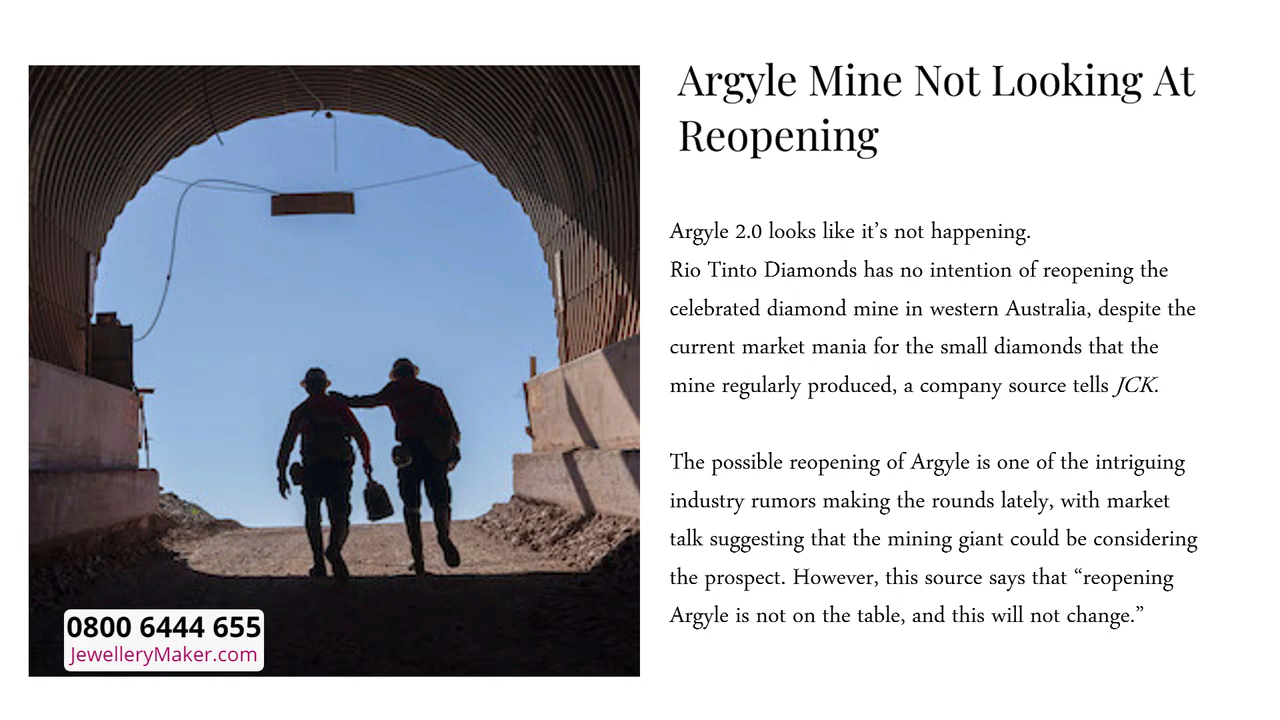 Argyle Mine Not Looking At
Reopening
Argyle 2.0 looks like it’s not happening.
Rio Tinto Diamonds has no intention of reopening the
celebrated diamond mine in western Australia, despite the
current market mania for the small diamonds that the
mine regularly produced, a company source tells JCK.
The possible reopening of Argyle is one of the intriguing
industry rumors making the rounds lately, with market
talk suggesting that the mining giant could be considering
the prospect. However, this source says that “reopening
Argyle is not on the table, and this will not change.”
0800 6444 655
JewelleryMaker.com